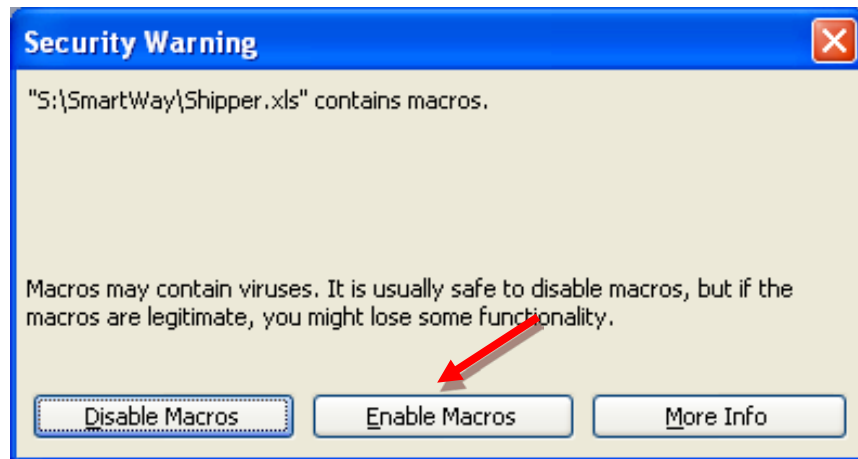 Security Warning
"S:\SmartWay\Shipper.xls" contains macros.
Macros may contain viruses. It is usually safe to disable macros, but if the
macros are legitimate, you might lose some functionality.
Disable Macros
Enable Macros
More Info